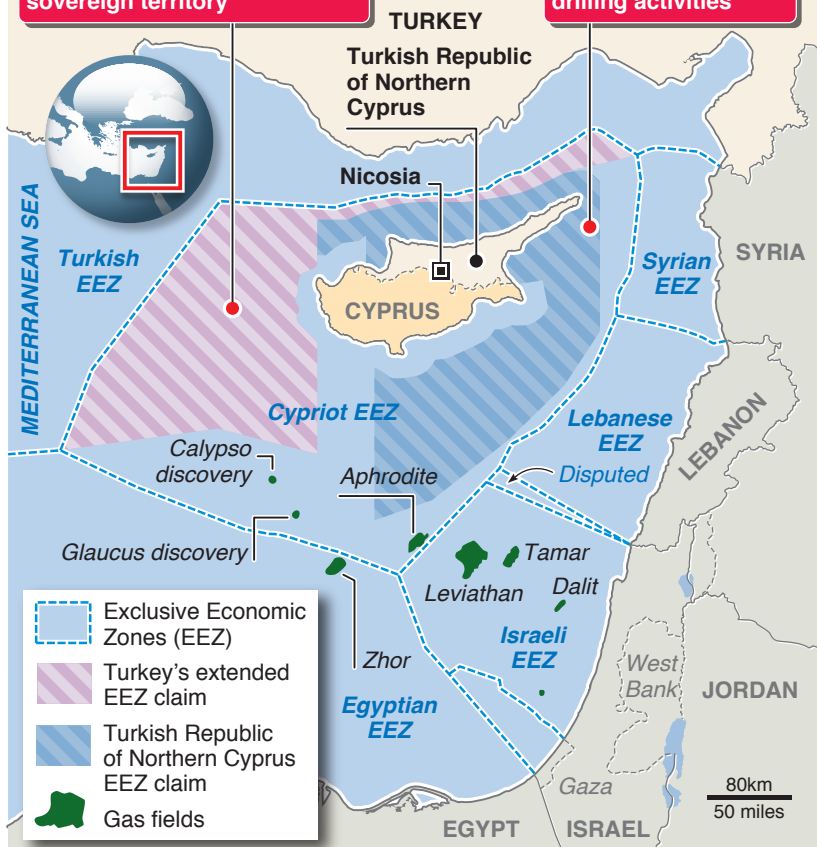 sovereign territory
drilling activities
TURKEY
Turkish Republic
of Northern
Cyprus
Nicosia
MEDITERRANEAN SEA
Turkish
EEZ
Syrian
EEZ
SYRIA
CYPRUS
Cypriot EEZ
Lebanese
EEZ
LEBANON
Calypso
discovery
Aphrodite
Disputed
Glaucus discovery
Tamar
Leviathan
Dalit
Israeli
EEZ
Zhor
West
Bank
JORDAN
Egyptian
EEZ
Exclusive Economic
Zones (EEZ)
Turkey's extended
EEZ claim
Turkish Republic
of Northern Cyprus
EEZ claim
Gas fields
Gaza
80km
50 miles
EGYPT
ISRAEL